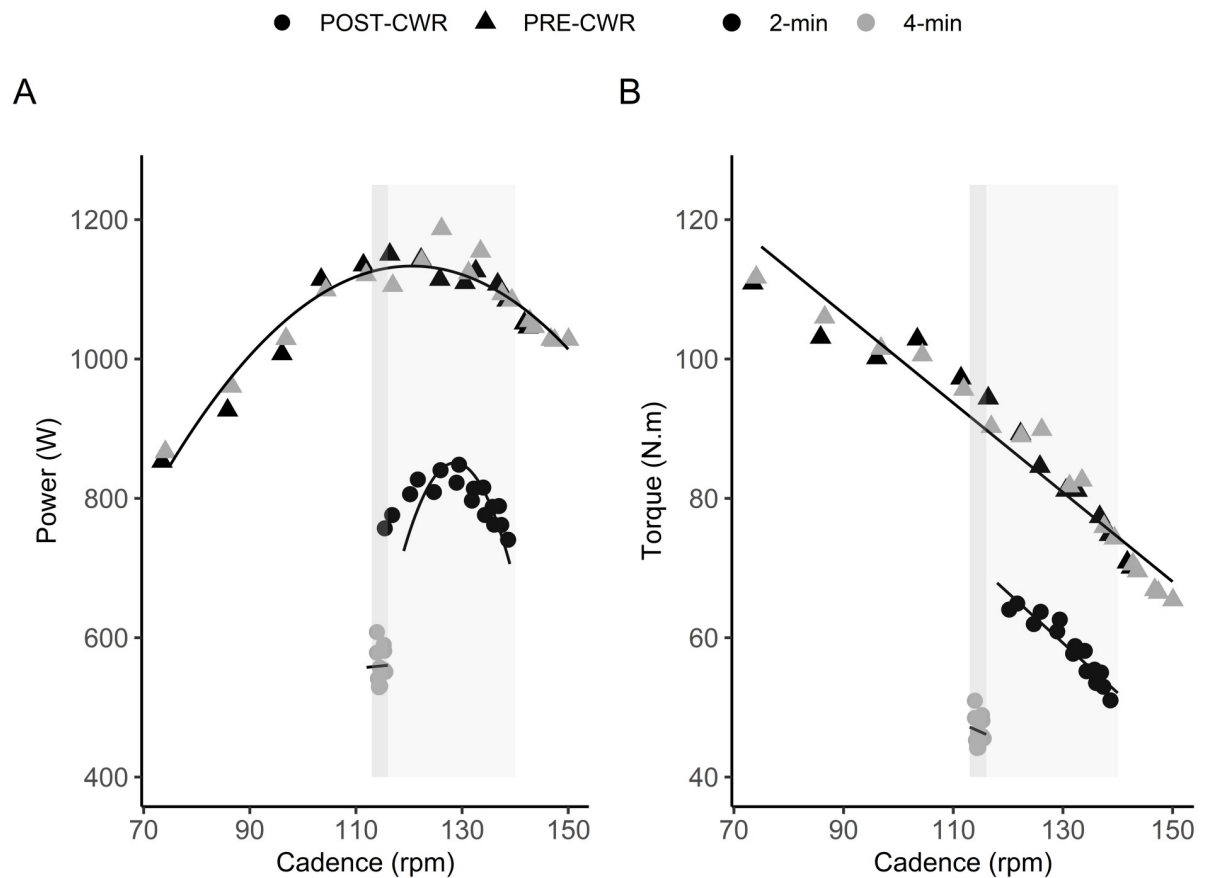 POST-CWR PRE-CWR 2-min 4-min
A
B
1200
1000
800
600
400
Power (W)
70 90 110 130 150
Cadence (rpm)
120
100
80
60
40
Torque (N.m)
70 90 110 130 150
Cadence (rpm)